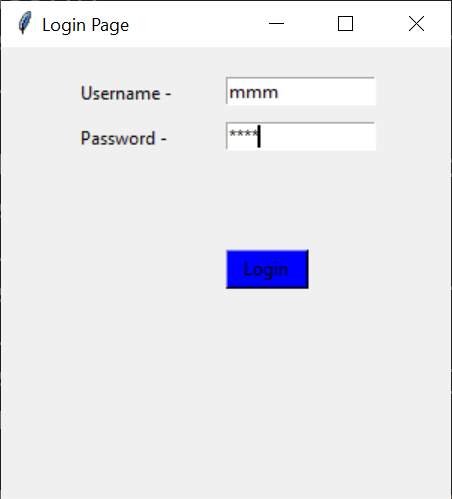 Login Page
Username - mmm
Password - ****
Login